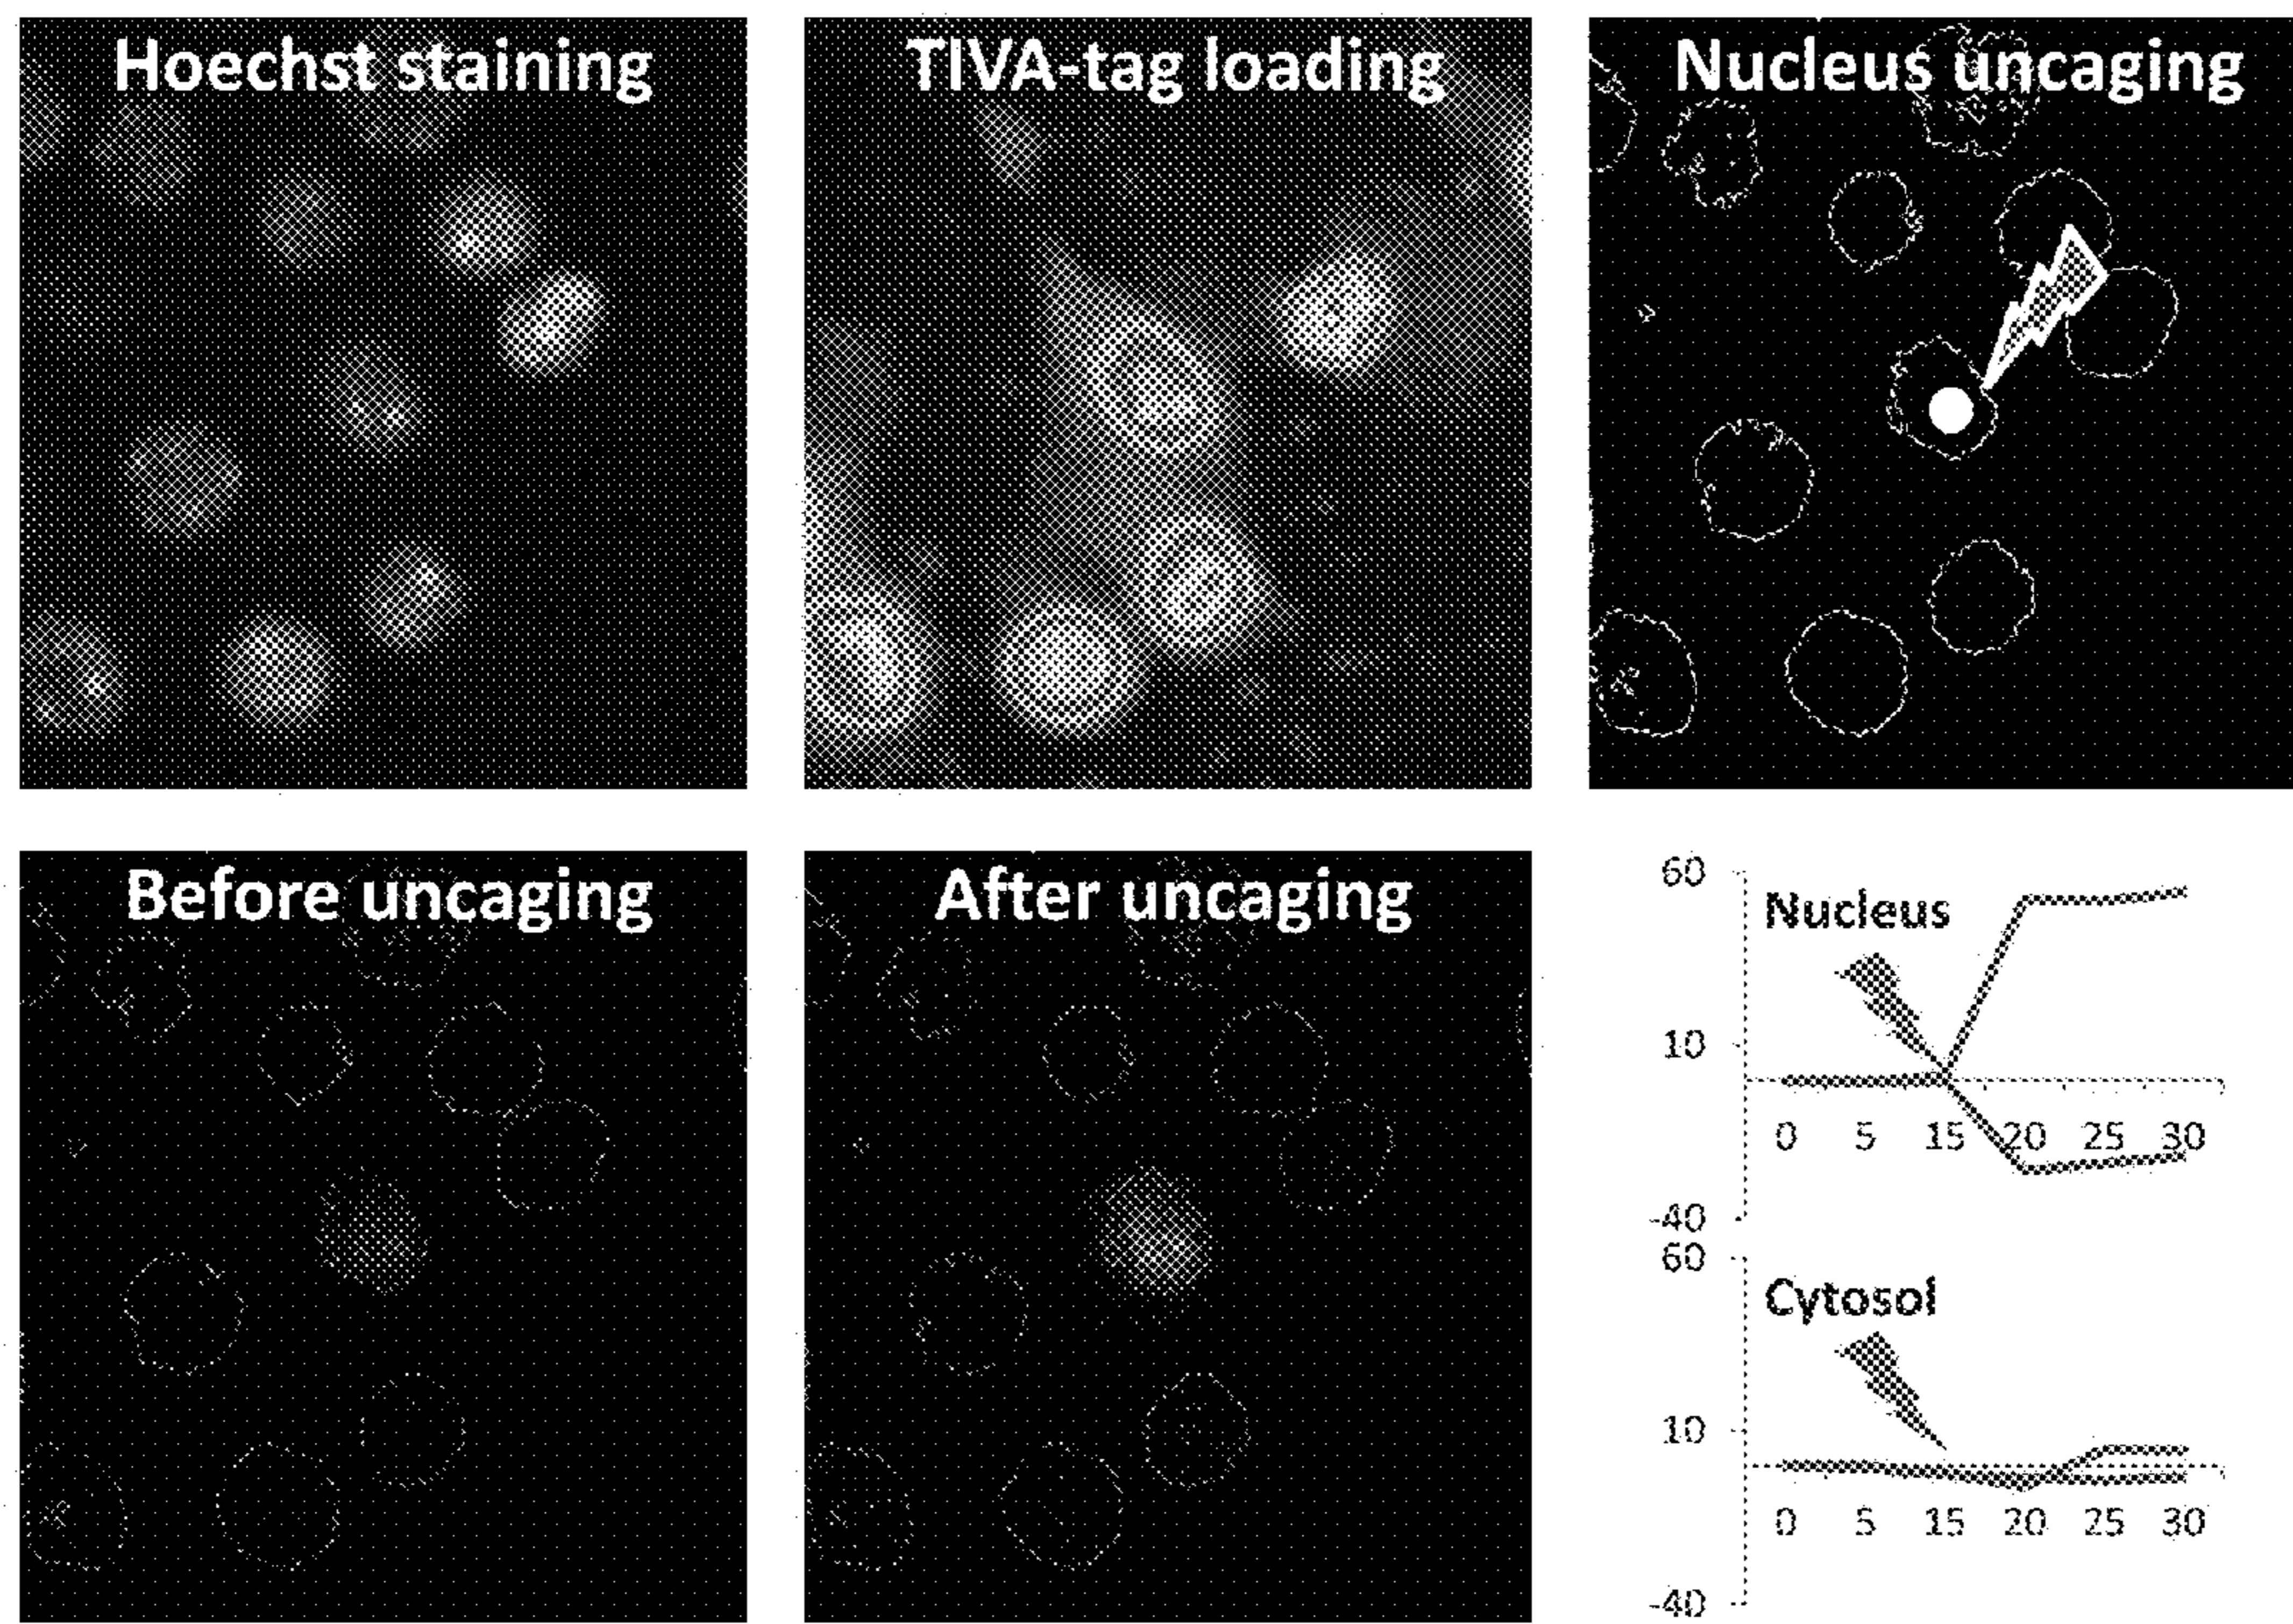 Hoechst staining
TIVA-tag loading
Nucleus uncaging
Before uncaging
After uncaging
60
Nucleus
10
0 5 15 20 25 30
-40
60
Cytosol
10
0 5 15 20 25 30
-40